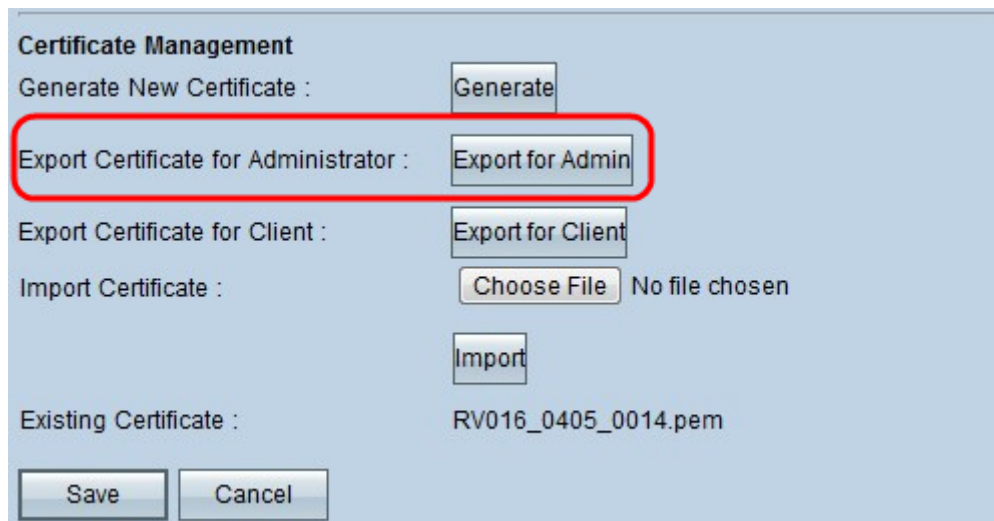 Certificate Management
Generate New Certificate : Generate
Export Certificate for Administrator : Export for Admin
Export Certificate for Client : Export for Client
Import Certificate : Choose File No file chosen
Import
Existing Certificate : RV016_0405_0014.pem
Save Cancel